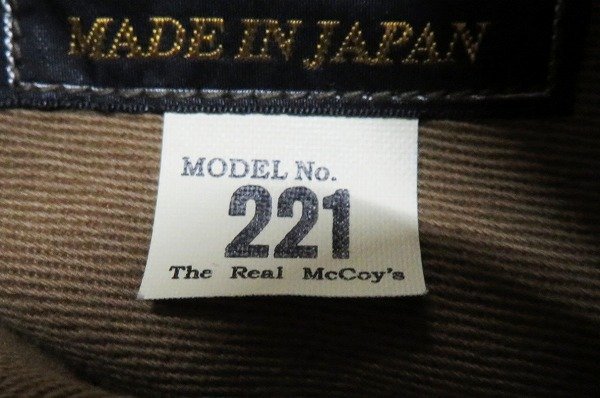 MADE IN JAPAN
MODEL No.
221
The Real McCoy's